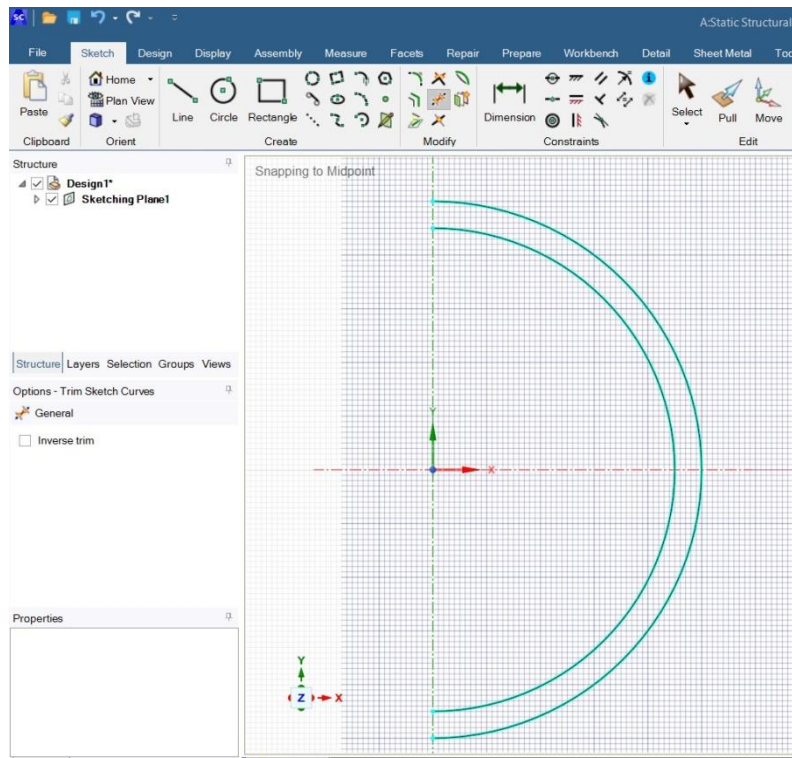 SC
A:Static Structural
File Sketch Design Display Assembly Measure Facets Repair Prepare Workbench Detail Sheet Metal Too
Paste
Home
Plan View
Line Circle Rectangle
Dimension
Select Pull Move
Clipboard Orient Create Modify Constraints Edit
Structure
Design1*
Sketching Plane1
Structure Layers Selection Groups Views
Options - Trim Sketch Curves
General
Inverse trim
Properties
Snapping to Midpoint
Y
X
Y
Z X